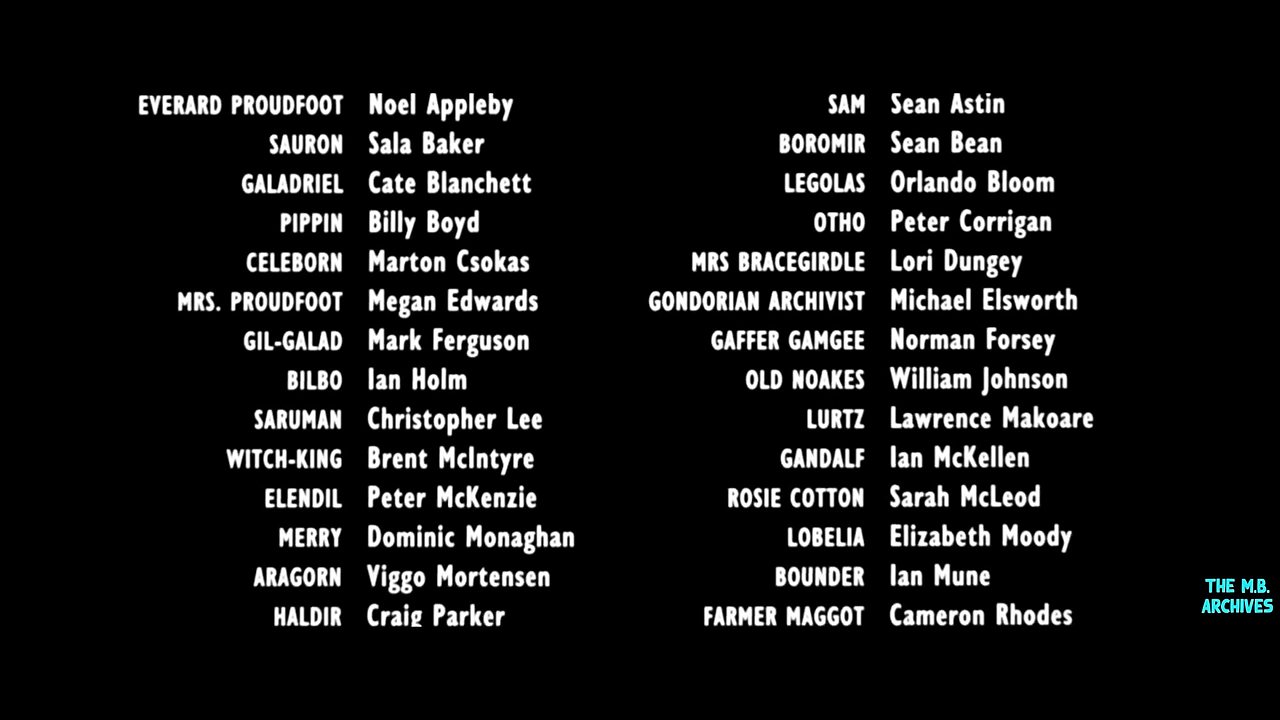 EVERARD PROUDFOOT Noel Appleby
SAURON Sala Baker
GALADRIEL Cate Blanchett
PIPPIN Billy Boyd
CELEBORN Marton Csokas
MRS. PROUDFOOT Megan Edwards
GIL-GALAD Mark Ferguson
BILBO Ian Holm
SARUMAN Christopher Lee
WITCH-KING Brent McIntyre
ELENDIL Peter McKenzie
MERRY Dominic Monaghan
ARAGORN Viggo Mortensen
HALDIR Craig Parker
SAM Sean Astin
BOROMIR Sean Bean
LEGOLAS Orlando Bloom
OTHO Peter Corrigan
MRS BRACEGIRDLE Lori Dungey
GONDORIAN ARCHIVIST Michael Elsworth
GAFFER GAMGEE Norman Forsey
OLD NOAKES William Johnson
LURTZ Lawrence Makoare
GANDALF Ian McKellen
ROSIE COTTON Sarah McLeod
LOBELIA Elizabeth Moody
BOUNDER Ian Mune
FARMER MAGGOT Cameron Rhodes
THE M.B.
ARCHIVES